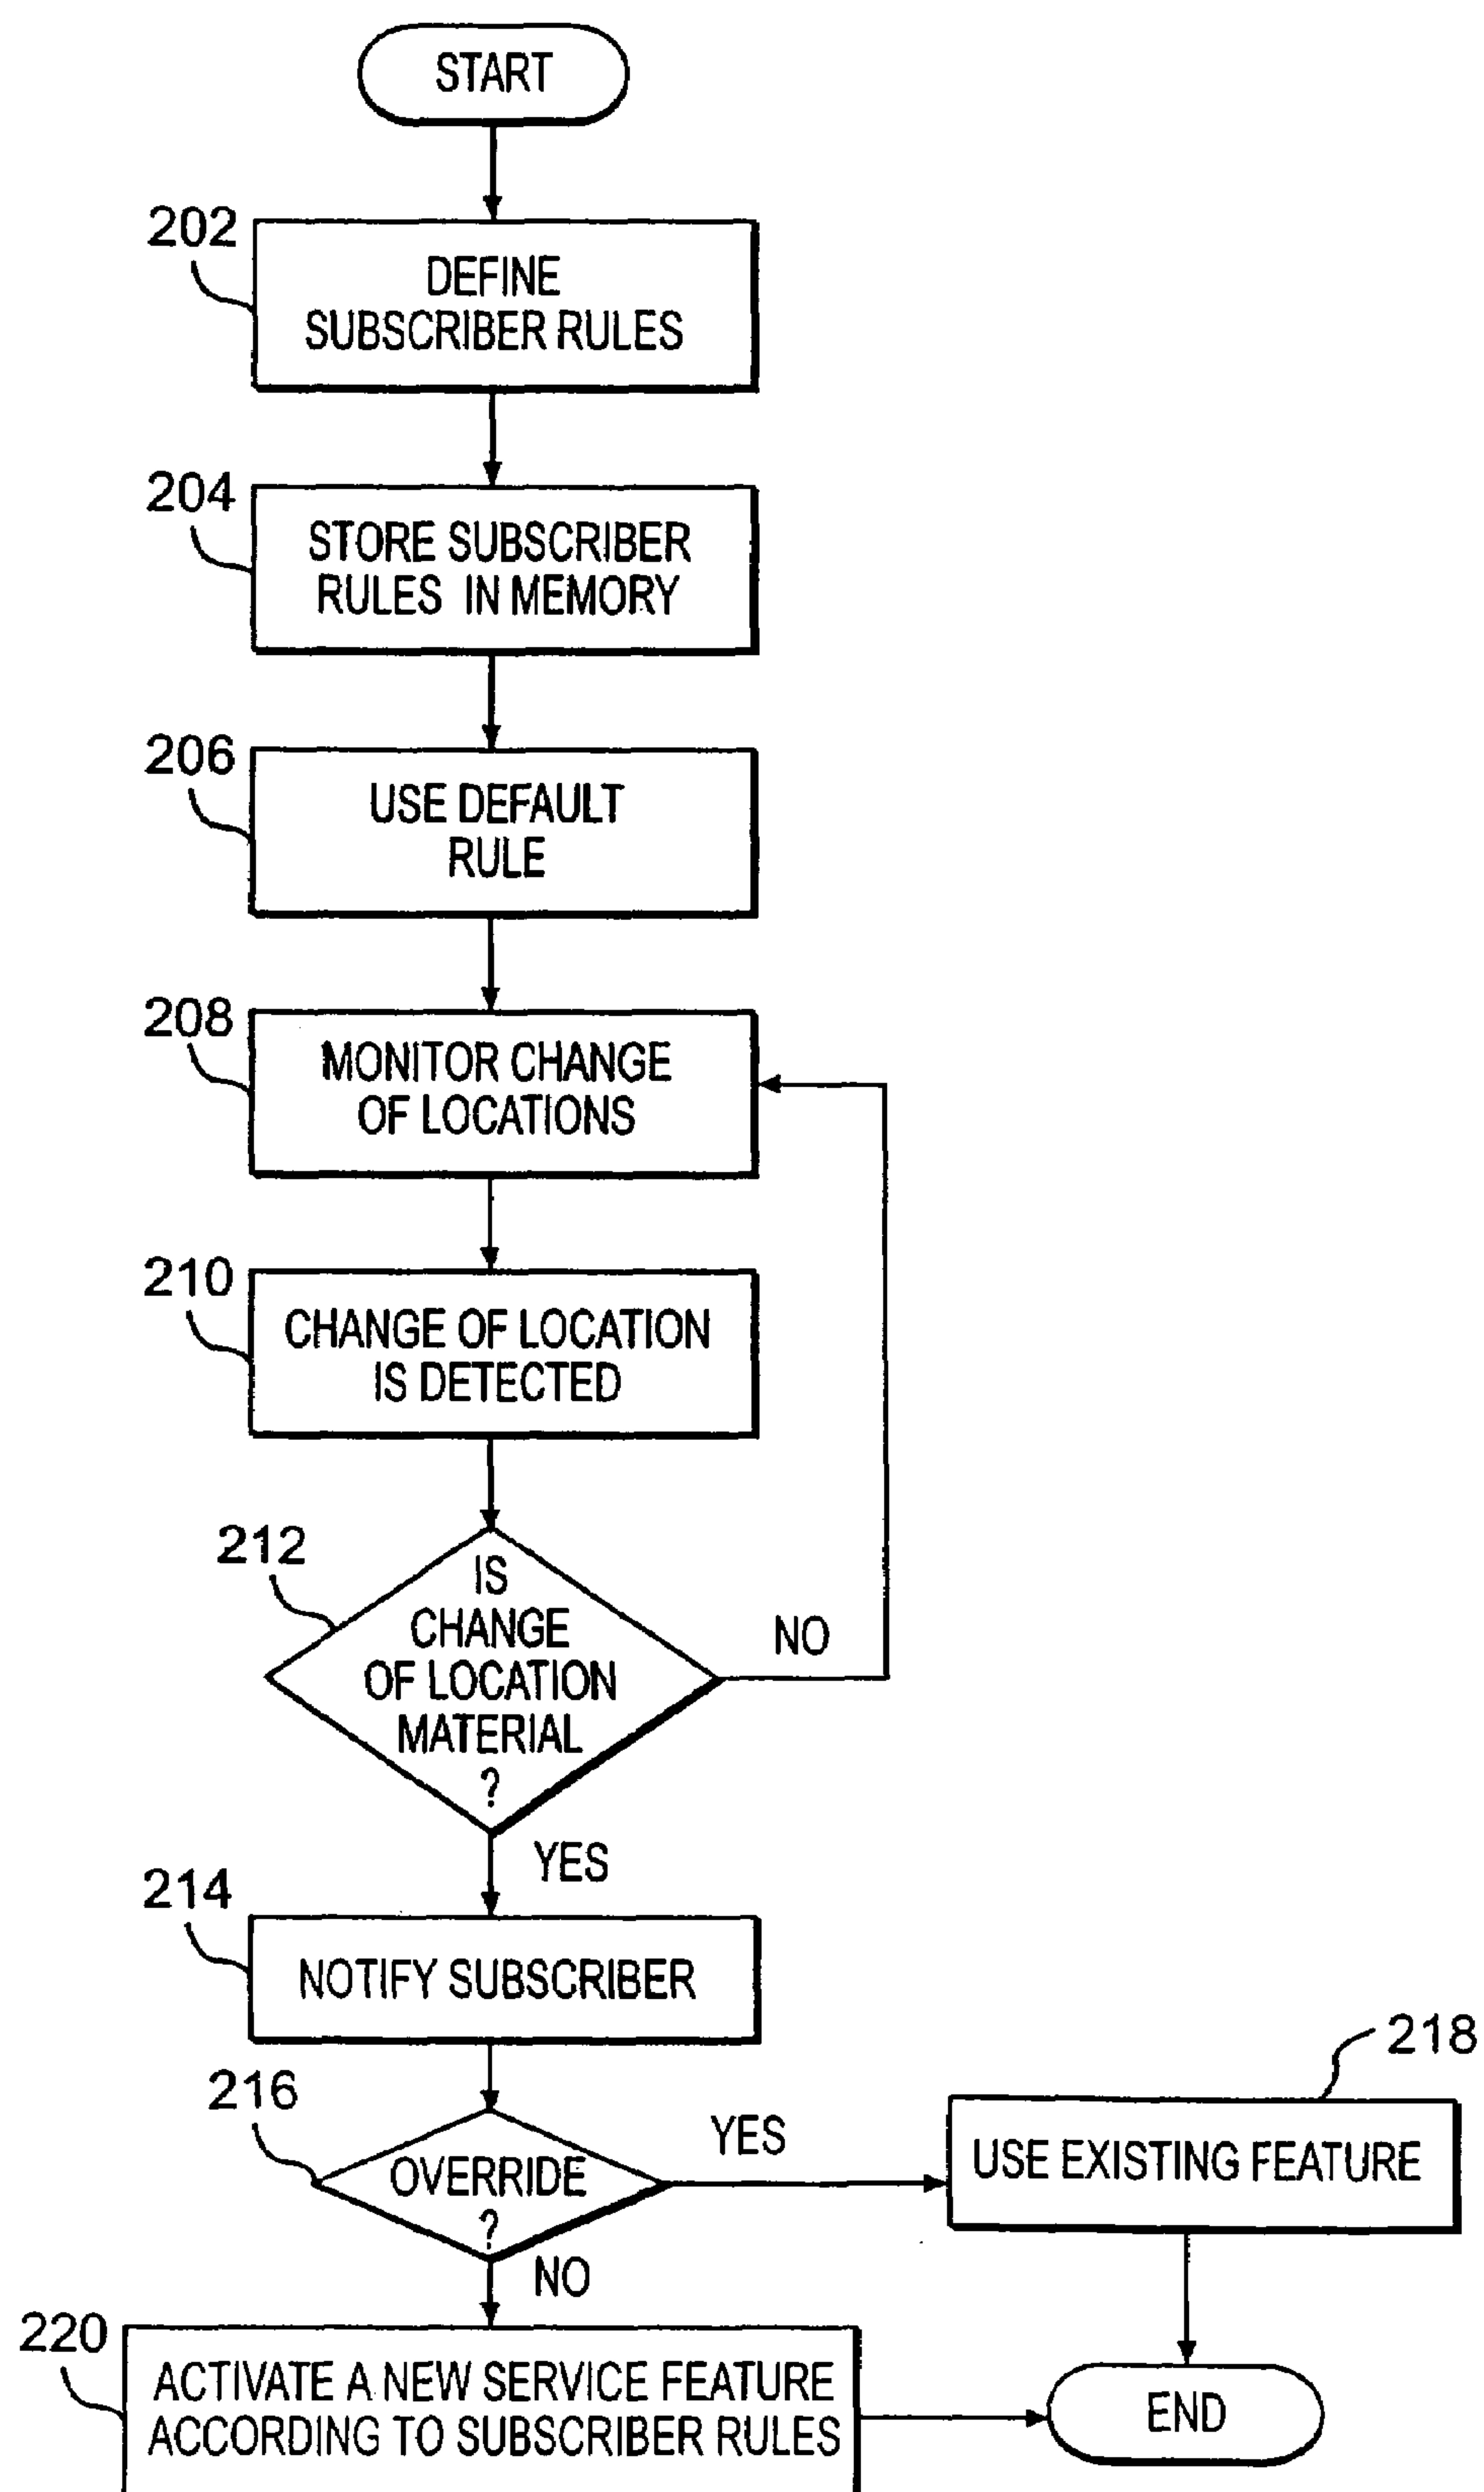 START
202
DEFINE
SUBSCRIBER RULES
204
STORE SUBSCRIBER
RULES IN MEMORY
206
USE DEFAULT
RULE
208
MONITOR CHANGE
OF LOCATIONS
210
CHANGE OF LOCATION
IS DETECTED
212
IS
CHANGE
OF LOCATION
MATERIAL
?
NO
YES
214
NOTIFY SUBSCRIBER
216
OVERRIDE
?
YES
218
USE EXISTING FEATURE
NO
220
ACTIVATE A NEW SERVICE FEATURE
ACCORDING TO SUBSCRIBER RULES
END